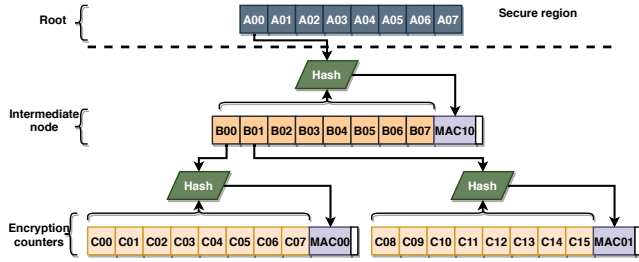 Root
A00 A01 A02 A03 A04 A05 A06 A07
Secure region
Hash
Intermediate
node
B00 B01 B02 B03 B04 B05 B06 B07 MAC10
Hash
Hash
Encryption
counters
C00 C01 C02 C03 C04 C05 C06 C07 MAC00
C08 C09 C10 C11 C12 C13 C14 C15 MAC01